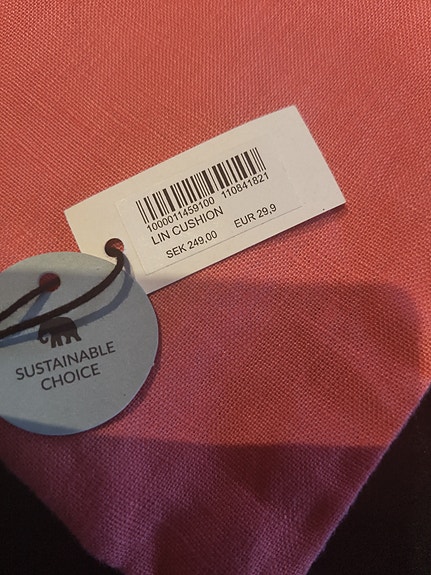 1000011459100 110841821
LIN CUSHION
SEK 249,00 EUR 29,9
SUSTAINABLE
CHOICE